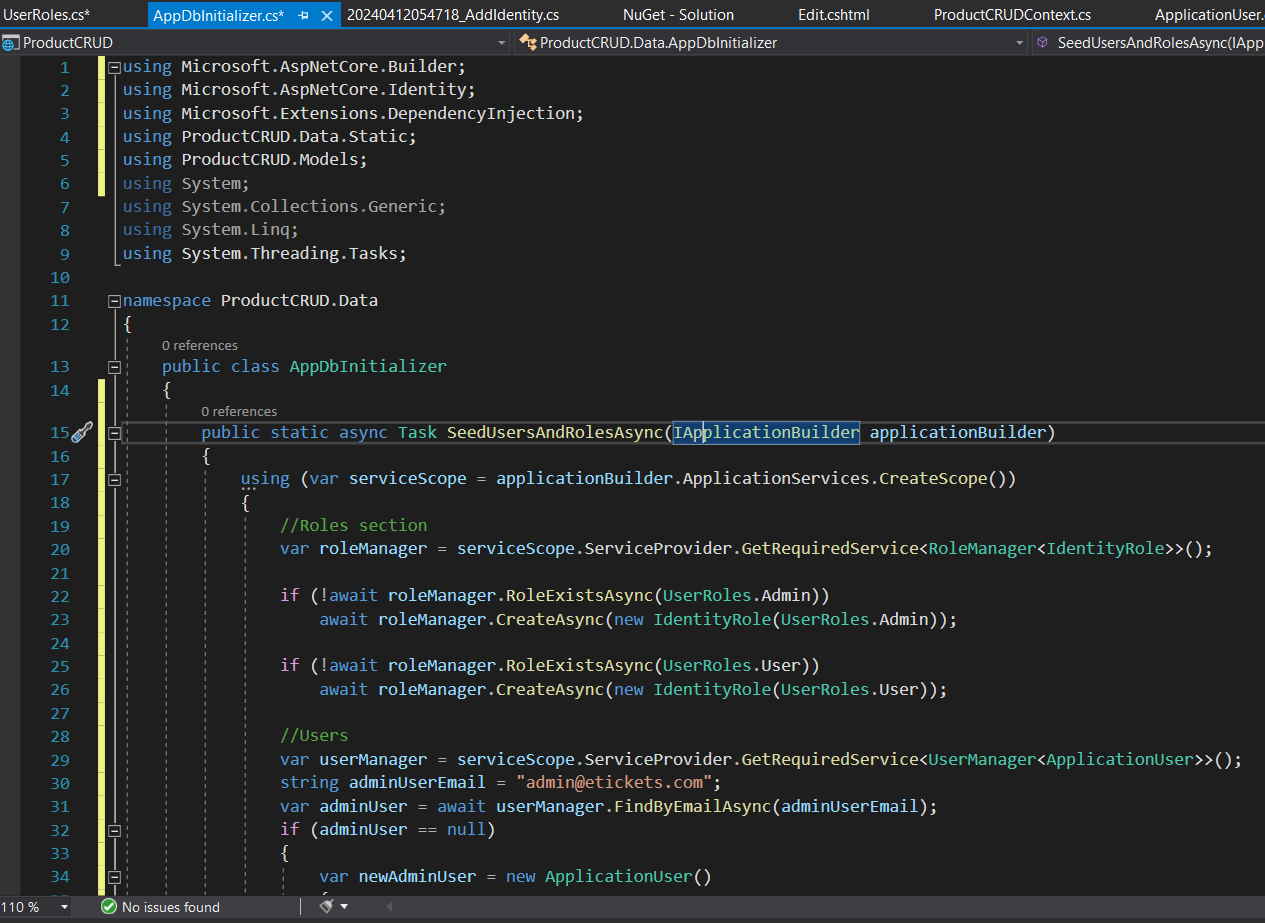 UserRoles.cs* AppDbInitializer.cs* 20240412054718_AddIdentity.cs NuGet - Solution Edit.cshtml ProductCRUDContext.cs ApplicationUser.
ProductCRUD ProductCRUD.Data.AppDbInitializer SeedUsersAndRolesAsync(IApp
1 using Microsoft.AspNetCore.Builder;
2 using Microsoft.AspNetCore.Identity;
3 using Microsoft.Extensions.DependencyInjection;
4 using ProductCRUD.Data.Static;
5 using ProductCRUD.Models;
6 using System;
7 using System.Collections.Generic;
8 using System.Linq;
9 using System.Threading.Tasks;
10
11 namespace ProductCRUD.Data
12 {
0 references
13 public class AppDbInitializer
14 {
0 references
15 public static async Task SeedUsersAndRolesAsync(IApplicationBuilder applicationBuilder)
16 {
17 using (var serviceScope = applicationBuilder.ApplicationServices.CreateScope())
18 {
19 //Roles section
20 var roleManager = serviceScope.ServiceProvider.GetRequiredService<RoleManager<IdentityRole>>();
21
22 if (!await roleManager.RoleExistsAsync(UserRoles.Admin))
23 await roleManager.CreateAsync(new IdentityRole(UserRoles.Admin));
24
25 if (!await roleManager.RoleExistsAsync(UserRoles.User))
26 await roleManager.CreateAsync(new IdentityRole(UserRoles.User));
27
28 //Users
29 var userManager = serviceScope.ServiceProvider.GetRequiredService<UserManager<ApplicationUser>>();
30 string adminUserEmail = "admin@etickets.com";
31 var adminUser = await userManager.FindByEmailAsync(adminUserEmail);
32 if (adminUser == null)
33 {
34 var newAdminUser = new ApplicationUser()
110 % No issues found